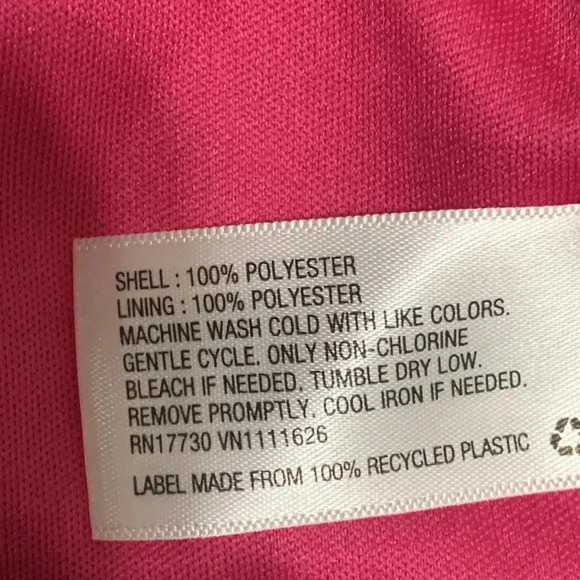 SHELL : 100% POLYESTER
LINING : 100% POLYESTER
MACHINE WASH COLD WITH LIKE COLORS.
GENTLE CYCLE. ONLY NON-CHLORINE
BLEACH IF NEEDED. TUMBLE DRY LOW.
REMOVE PROMPTLY. COOL IRON IF NEEDED.
RN17730 VN1111626
LABEL MADE FROM 100% RECYCLED PLASTIC